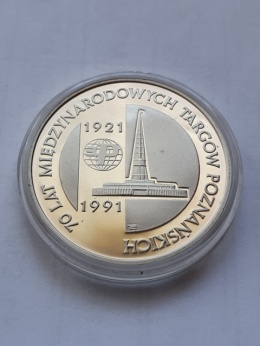 70 LAT MIĘDZYNARODOWYCH TARGÓW POZNAŃSKICH
1921
1991